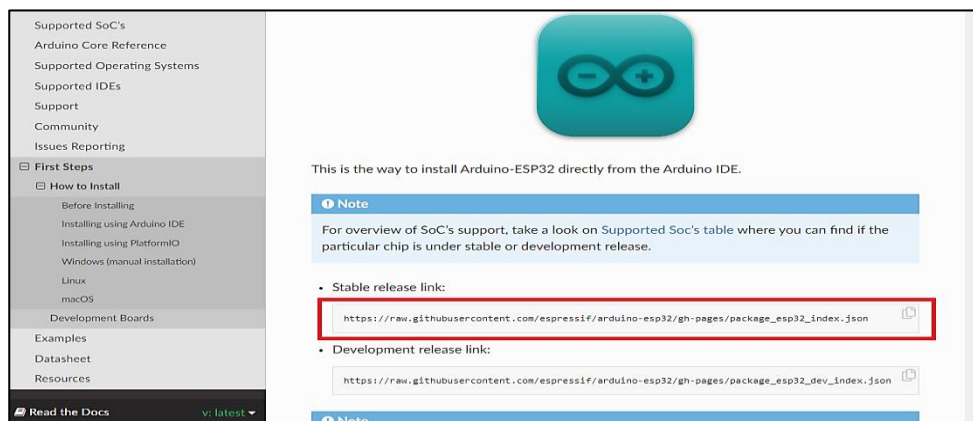 Supported SoC's
Arduino Core Reference
Supported Operating Systems
Supported IDEs
Support
Community
Issues Reporting
First Steps
How to Install
Before Installing
Installing using Arduino IDE
Installing using PlatformIO
Windows (manual installation)
Linux
macOS
Development Boards
Examples
Datasheet
Resources
Read the Docs
v: latest
This is the way to install Arduino-ESP32 directly from the Arduino IDE.
Note
For overview of SoC's support, take a look on Supported Soc's table where you can find if the
particular chip is under stable or development release.
• Stable release link:
https://raw.githubusercontent.com/espressif/arduino-esp32/gh-pages/package_esp32_index.json
• Development release link:
https://raw.githubusercontent.com/espressif/arduino-esp32/gh-pages/package_esp32_dev_index.json
Note